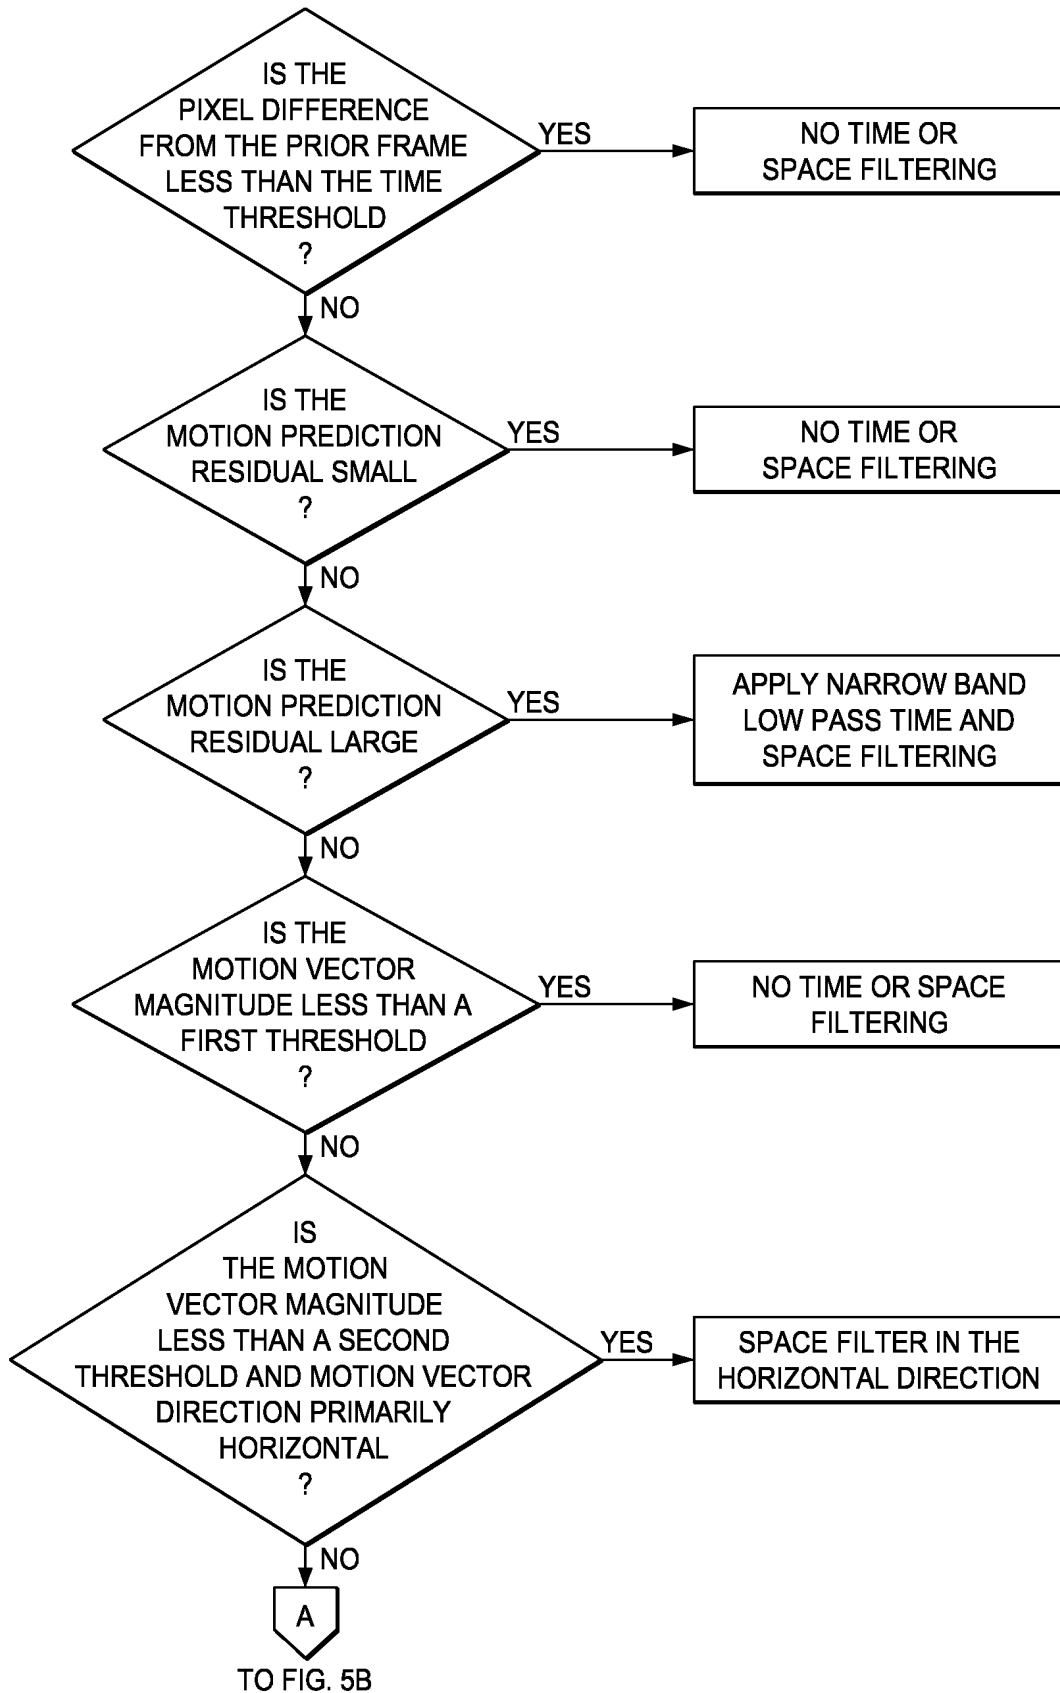 IS THE
PIXEL DIFFERENCE
FROM THE PRIOR FRAME
LESS THAN THE TIME
THRESHOLD
?
YES
NO TIME OR
SPACE FILTERING
NO
IS THE
MOTION PREDICTION
RESIDUAL SMALL
?
YES
NO TIME OR
SPACE FILTERING
NO
IS THE
MOTION PREDICTION
RESIDUAL LARGE
?
YES
APPLY NARROW BAND
LOW PASS TIME AND
SPACE FILTERING
NO
IS THE
MOTION VECTOR
MAGNITUDE LESS THAN A
FIRST THRESHOLD
?
YES
NO TIME OR SPACE
FILTERING
NO
IS
THE MOTION
VECTOR MAGNITUDE
LESS THAN A SECOND
THRESHOLD AND MOTION VECTOR
DIRECTION PRIMARILY
HORIZONTAL
?
YES
SPACE FILTER IN THE
HORIZONTAL DIRECTION
NO
A
TO FIG. 5B